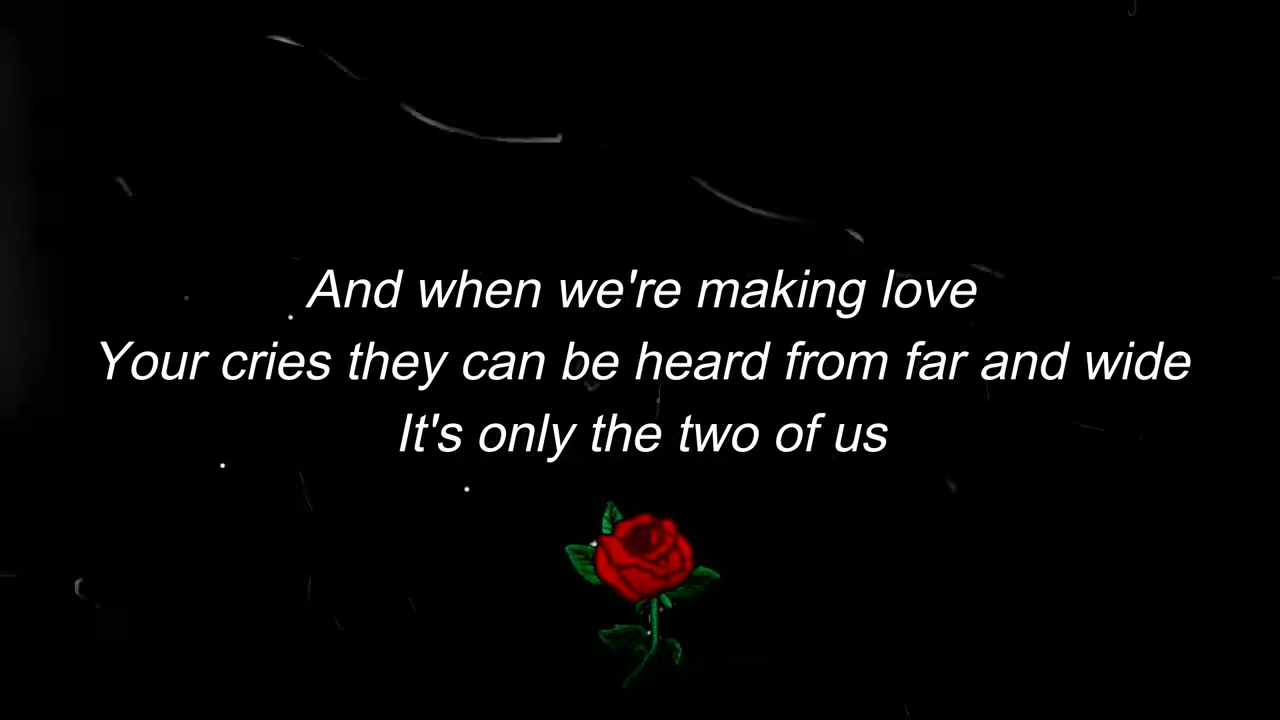 And when we're making love
Your cries they can be heard from far and wide
It's only the two of us